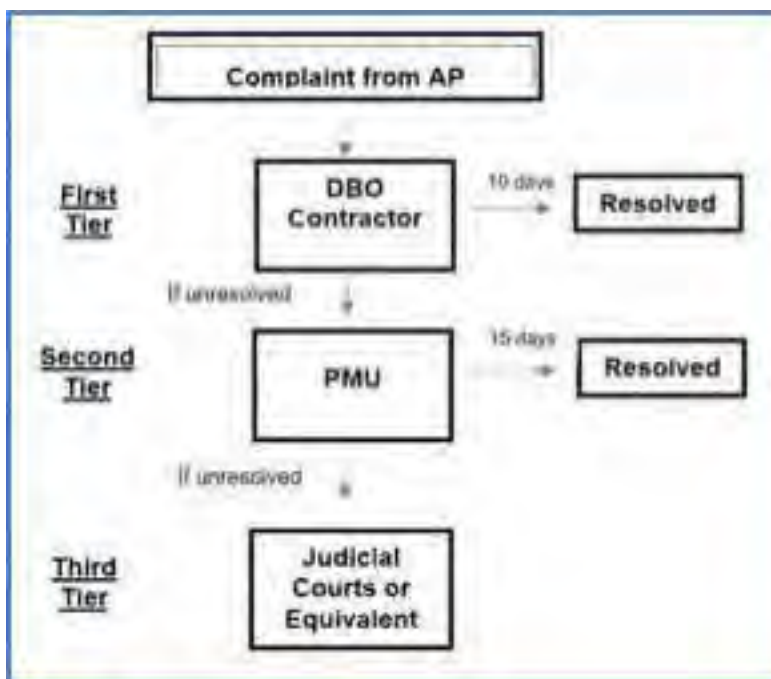 Complaint from AP
First
Tier
DBO
Contractor
10 days
Resolved
If unresolved
Second
Tier
PMU
15 days
Resolved
If unresolved
Third
Tier
Judicial
Courts or
Equivalent